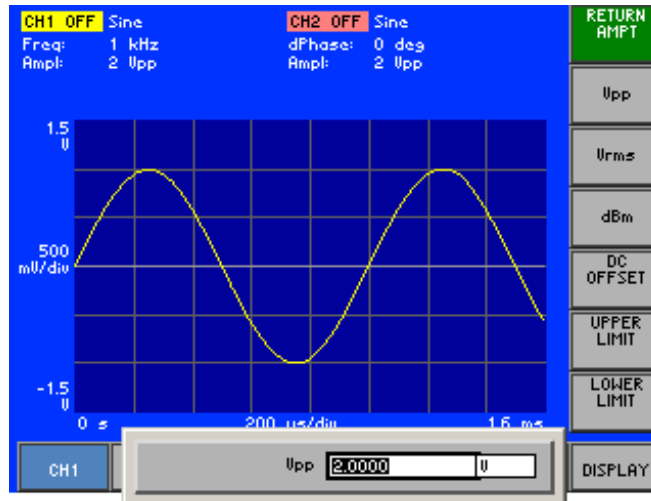 CH1 OFF Sine
Freq: 1 kHz
Ampl: 2 Vpp
CH2 OFF Sine
dPhase: 0 deg
Ampl: 2 Vpp
RETURN
AMPT
Vpp
Vrms
dBm
DC
OFFSET
UPPER
LIMIT
LOWER
LIMIT
DISPLAY
1.5
V
500
mV/div
-1.5
V
0 s
200 us/div
1.6 ms
CH1
Vpp 2.0000 V